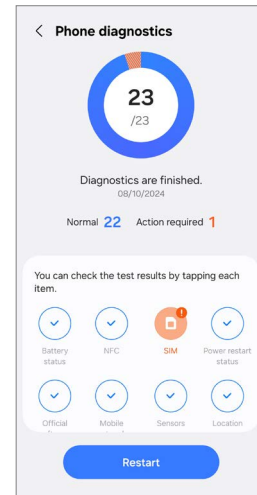 Phone diagnostics
23
/23
Diagnostics are finished.
08/10/2024
Normal 22 Action required 1
You can check the test results by tapping each
item.
Battery
status
NFC
SIM
Power restart
status
Official
Mobile
Sensors
Location
Restart